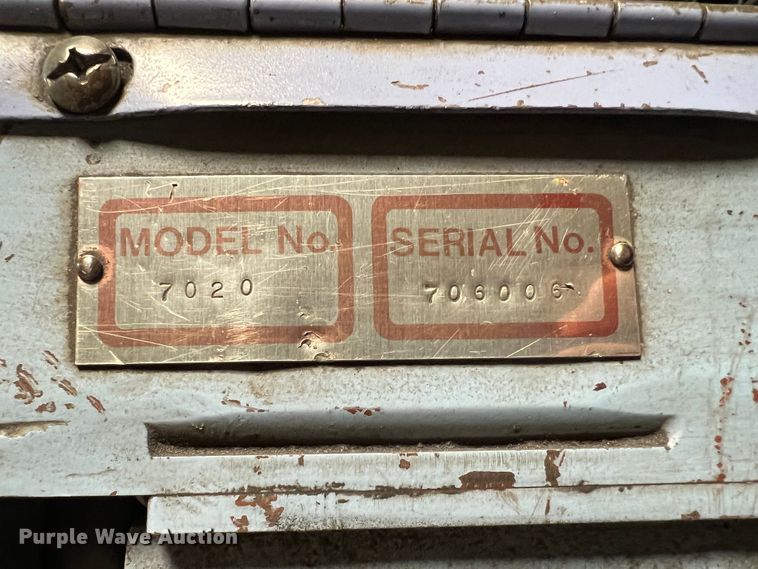 MODEL No.
7020
SERIAL No.
706006
Purple Wave Auction